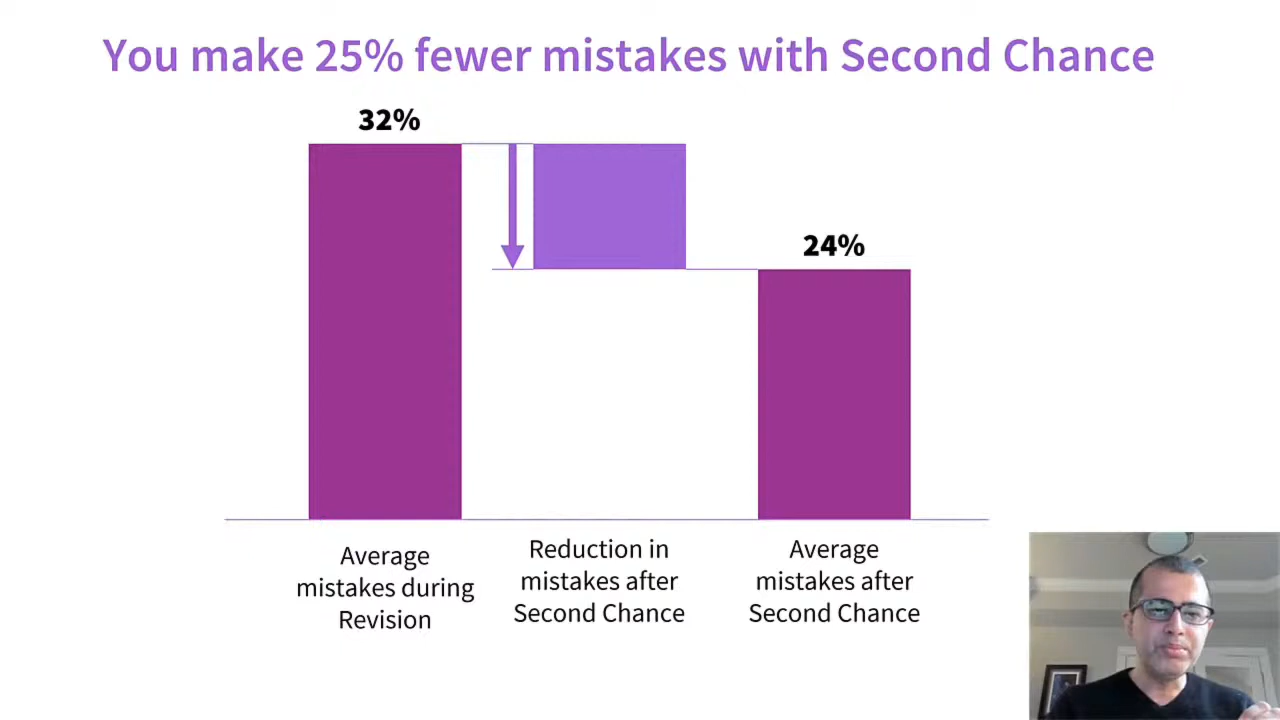 You make 25% fewer mistakes with Second Chance
32%
24%
Average
mistakes during
Revision
Reduction in
mistakes after
Second Chance
Average
mistakes after
Second Chance